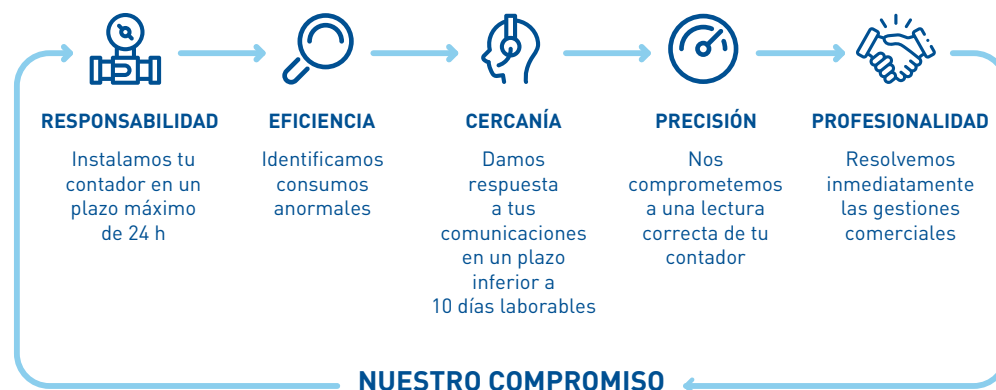 RESPONSABILIDAD
Instalamos tu
contador en un
plazo máximo
de 24 h
EFICIENCIA
Identificamos
consumos
anormales
CERCANÍA
Damos
respuesta
a tus
comunicaciones
en un plazo
inferior a
10 días laborables
PRECISIÓN
Nos
comprometemos
a una lectura
correcta de tu
contador
PROFESIONALIDAD
Resolvemos
inmediatamente
las gestiones
comerciales
NUESTRO COMPROMISO